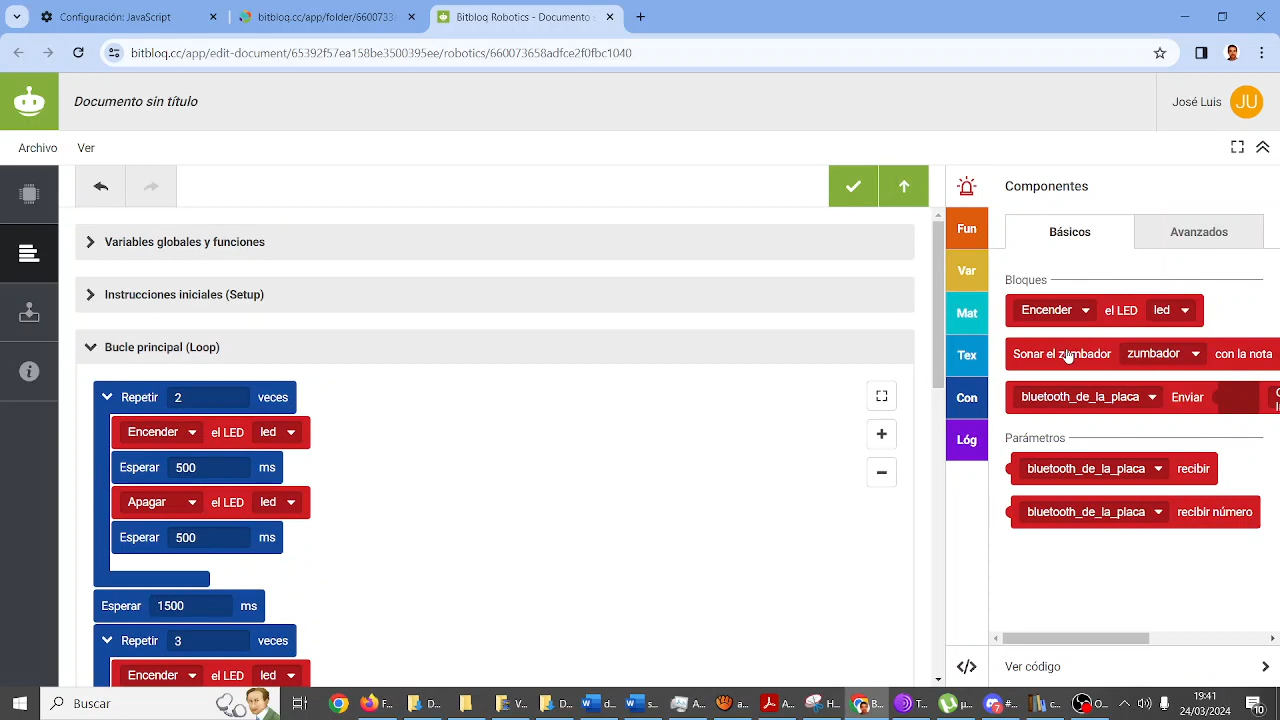 Configuración: JavaScript
bitbloq.cc/app/folder/6600733
Bitbloq Robotics - Documento
bitbloq.cc/app/edit-document/65392f57ea158be3500395ee/robotics/660073658adfce2f0fbc1040
Documento sin título
José Luis
JU
Archivo
Ver
Componentes
Fun
Var
Mat
Tex
Con
Lóg
Básicos
Avanzados
Variables globales y funciones
Instrucciones iniciales (Setup)
Bucle principal (Loop)
Repetir 2 veces
Encender el LED led
Esperar 500 ms
Apagar el LED led
Esperar 500 ms
Esperar 1500 ms
Repetir 3 veces
Encender el LED led
Bloques
Encender el LED led
Sonar el zumbador zumbador con la nota
bluetooth_de_la_placa Enviar
Parámetros
bluetooth_de_la_placa recibir
bluetooth_de_la_placa recibir número
</> Ver código
Buscar
D...
V...
D...
d...
s...
A...
a...
A...
H...
B...
T...
µ...
#...
C...
O...
19:41
24/03/2024
10